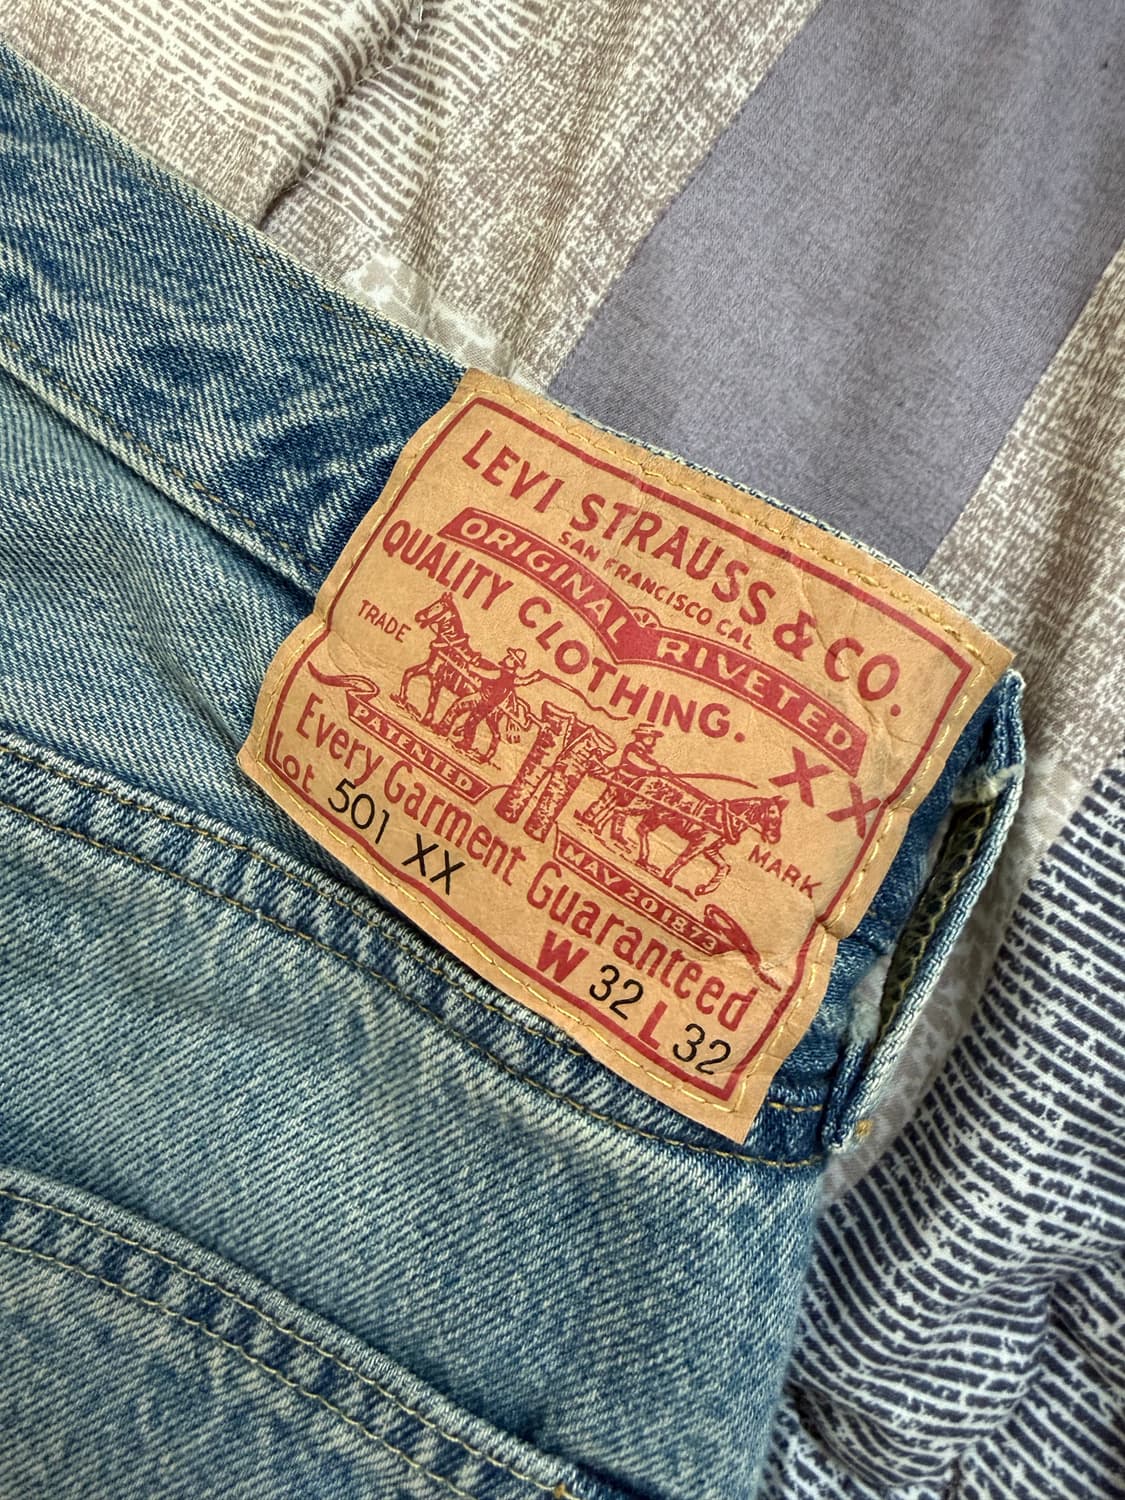 LEVI STRAUSS & CO.
SAN FRANCISCO CAL
ORIGINAL RIVETED
QUALITY CLOTHING.
XX
TRADE MARK
PATENTED MAY 20 1873
Every Garment Guaranteed
Lot 501 XX W 32 L 32